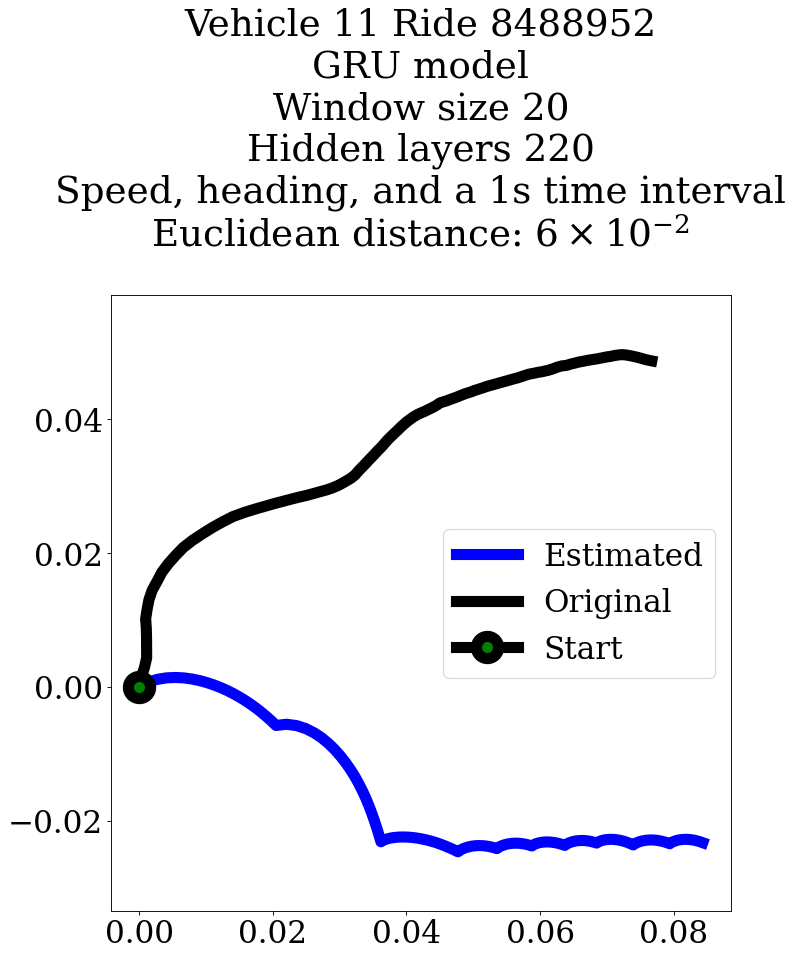 Vehicle 11 Ride 8488952
GRU model
Window size 20
Hidden layers 220
Speed, heading, and a 1s time interval
Euclidean distance: 6 × 10⁻²
0.04
0.02
0.00
−0.02
Estimated
Original
Start
0.00 0.02 0.04 0.06 0.08